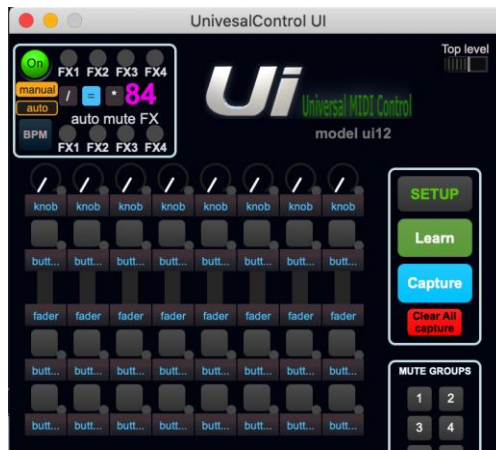 UnivesalControl UI
On
FX1 FX2 FX3 FX4
Top level
manual
/ = * 84
auto
auto mute FX
BPM
FX1 FX2 FX3 FX4
Ui Universal MIDI Control
model ui12
knob knob knob knob knob knob knob knob
SETUP
butt... butt... butt... butt... butt... butt... butt... butt...
Learn
Capture
fader fader fader fader fader fader fader fader
Clear All
capture
butt... butt... butt... butt... butt... butt... butt... butt...
MUTE GROUPS
1 2
3 4
butt... butt... butt... butt... butt... butt... butt... butt...